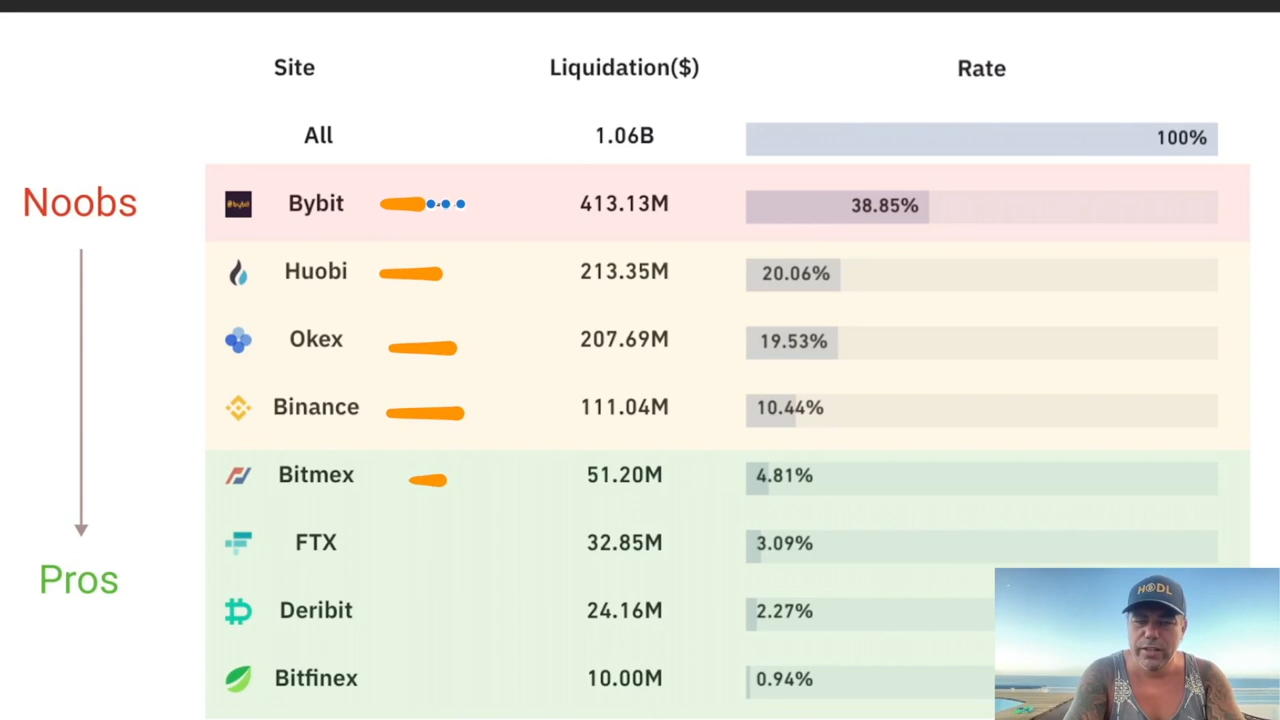 Site Liquidation($) Rate
All 1.06B 100%
Noobs
Bybit 413.13M 38.85%
Huobi 213.35M 20.06%
Okex 207.69M 19.53%
Binance 111.04M 10.44%
Bitmex 51.20M 4.81%
FTX 32.85M 3.09%
Pros
Deribit 24.16M 2.27%
Bitfinex 10.00M 0.94%
HODL